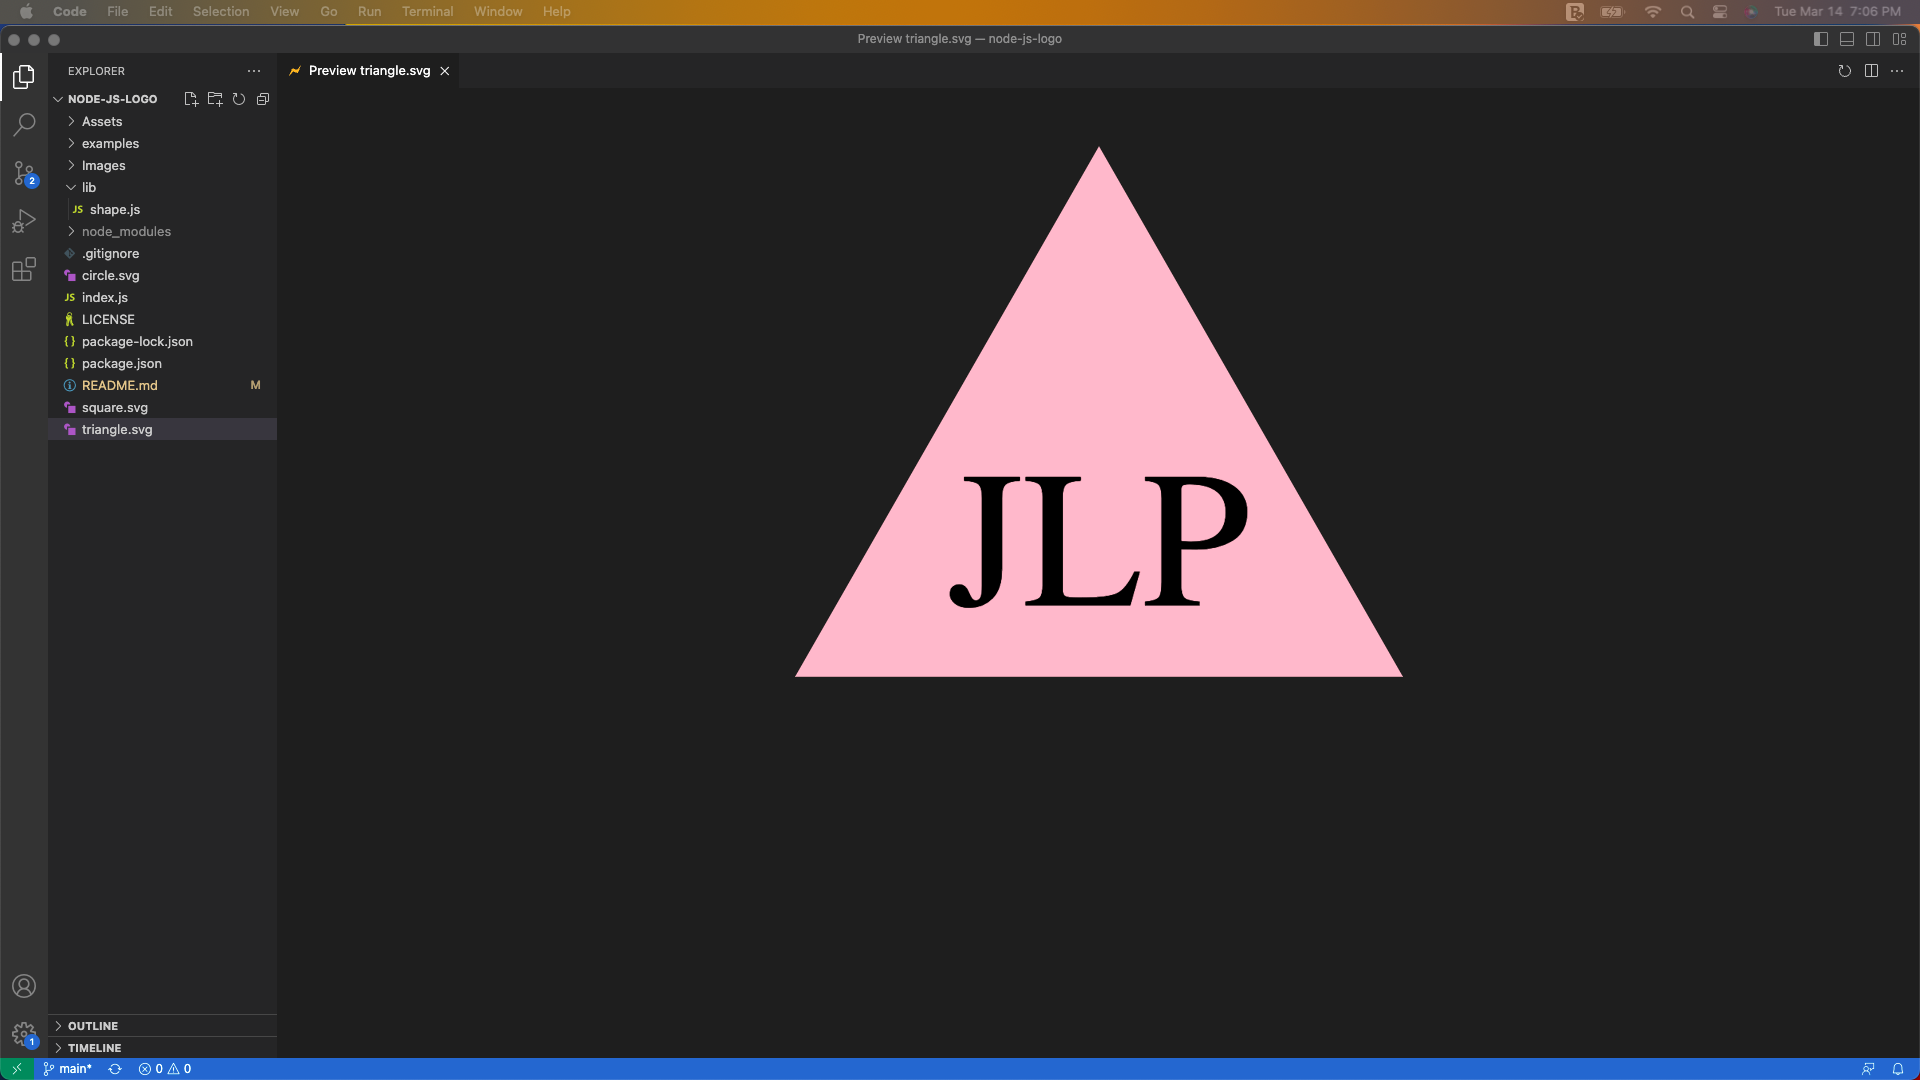 Code File Edit Selection View Go Run Terminal Window Help Tue Mar 14 7:06 PM
Preview triangle.svg — node-js-logo
EXPLORER
Preview triangle.svg
NODE-JS-LOGO
Assets
examples
Images
lib
JS shape.js
node_modules
.gitignore
circle.svg
JS index.js
LICENSE
{} package-lock.json
{} package.json
README.md M
square.svg
triangle.svg
2
JLP
1
OUTLINE
TIMELINE
main* 0 0